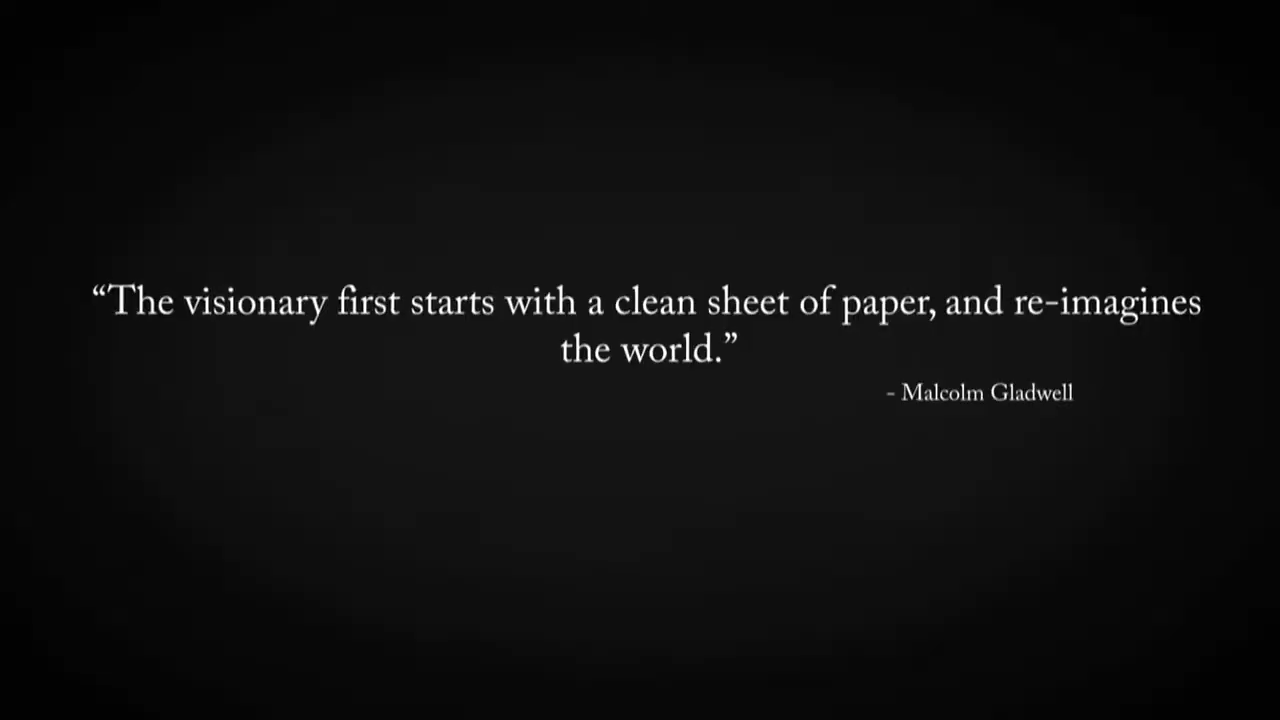 “The visionary first starts with a clean sheet of paper, and re-imagines
the world.”
- Malcolm Gladwell